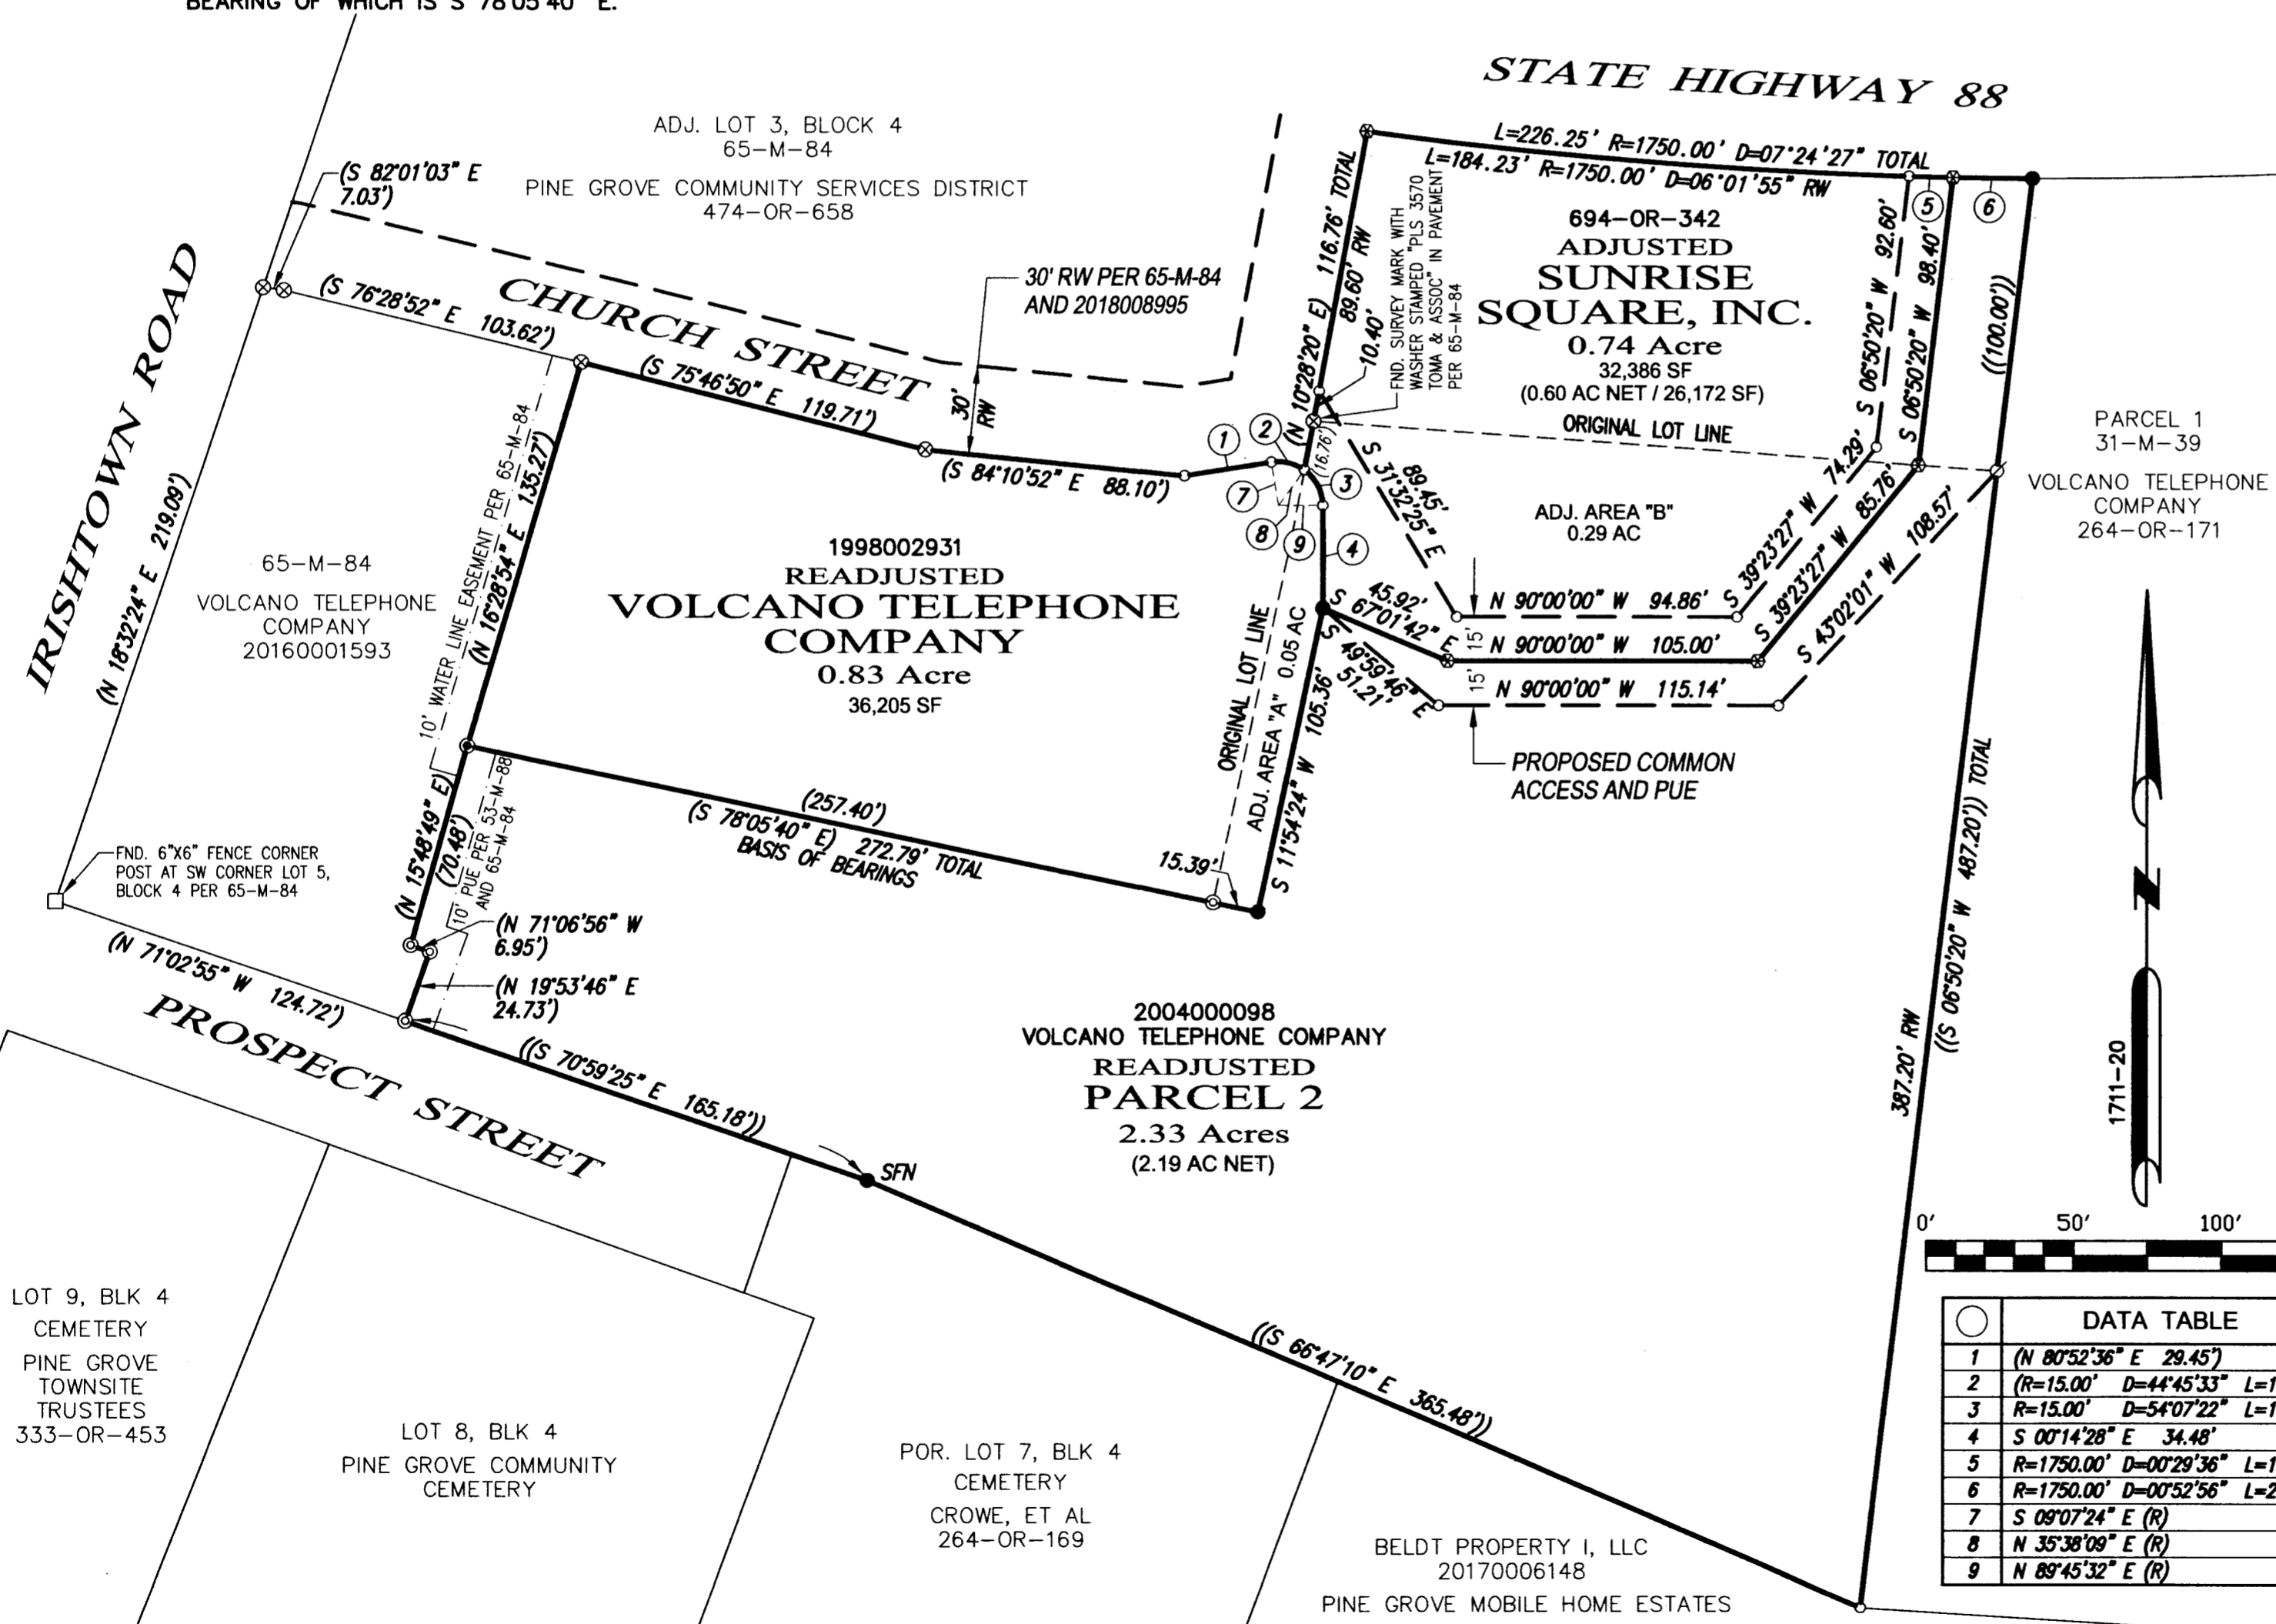 BEARING OF WHICH IS S 78°05'40" E.
STATE HIGHWAY 88
ADJ. LOT 3, BLOCK 4
65-M-84
PINE GROVE COMMUNITY SERVICES DISTRICT
474-OR-658
(S 82°01'03" E
7.03')
IRISHTOWN ROAD
(N 18°32'24" E 219.09')
(S 76°28'52" E 103.62')
CHURCH STREET
(S 75°46'50" E 119.71')
30' RW PER 65-M-84
AND 2018008995
30'
RW
(S 84°10'52" E 88.10')
L=226.25' R=1750.00' D=07°24'27" TOTAL
L=184.23' R=1750.00' D=06°01'55" RW
(N 10°28'20" E) 116.76' TOTAL
89.60' RW
10.40'
(16.76')
FND. SURVEY MARK WITH
WASHER STAMPED "PLS 3570
TOMA & ASSOC" IN PAVEMENT
PER 65-M-84
694-OR-342
ADJUSTED
SUNRISE
SQUARE, INC.
0.74 Acre
32,386 SF
(0.60 AC NET / 26,172 SF)
ORIGINAL LOT LINE
S 06°50'20" W 92.60'
S 06°50'20" W 98.40'
((100.00'))
5
6
1
2
3
4
7
8
9
S 31°32'25" E
89.45'
ADJ. AREA "B"
0.29 AC
S 39°23'27" W 74.29'
S 39°23'27" W 85.76'
S 43°02'01" W 108.57'
N 90°00'00" W 94.86'
15'
N 90°00'00" W 105.00'
15'
N 90°00'00" W 115.14'
45.92'
S 67°01'42" E
S 49°59'46" E
51.21'
PROPOSED COMMON
ACCESS AND PUE
PARCEL 1
31-M-39
VOLCANO TELEPHONE
COMPANY
264-OR-171
65-M-84
VOLCANO TELEPHONE
COMPANY
20160001593
10' WATER LINE EASEMENT PER 65-M-84
(N 16°28'54" E 135.27')
1998002931
READJUSTED
VOLCANO TELEPHONE
COMPANY
0.83 Acre
36,205 SF
ORIGINAL LOT LINE
ADJ. AREA "A" 0.05 AC
S 11°54'24" W 105.36'
(257.40')
(S 78°05'40" E) 272.79' TOTAL
BASIS OF BEARINGS
15.39'
(N 15°48'49" E)
(70.48')
10' PUE PER 53-M-88
AND 65-M-84
FND. 6"X6" FENCE CORNER
POST AT SW CORNER LOT 5,
BLOCK 4 PER 65-M-84
(N 71°06'56" W
6.95')
(N 19°53'46" E
24.73')
(N 71°02'55" W 124.72')
PROSPECT STREET
((S 70°59'25" E 165.18'))
SFN
2004000098
VOLCANO TELEPHONE COMPANY
READJUSTED
PARCEL 2
2.33 Acres
(2.19 AC NET)
387.20' RW
((S 06°50'20" W 487.20')) TOTAL
((S 66°47'10" E 365.48'))
N
1711-20
0' 50' 100'
LOT 9, BLK 4
CEMETERY
PINE GROVE
TOWNSITE
TRUSTEES
333-OR-453
LOT 8, BLK 4
PINE GROVE COMMUNITY
CEMETERY
POR. LOT 7, BLK 4
CEMETERY
CROWE, ET AL
264-OR-169
BELDT PROPERTY I, LLC
20170006148
PINE GROVE MOBILE HOME ESTATES
DATA TABLE
1 (N 80°52'36" E 29.45')
2 (R=15.00' D=44°45'33" L=1
3 R=15.00' D=54°07'22" L=1
4 S 00°14'28" E 34.48'
5 R=1750.00' D=00°29'36" L=1
6 R=1750.00' D=00°52'56" L=2
7 S 09°07'24" E (R)
8 N 35°38'09" E (R)
9 N 89°45'32" E (R)